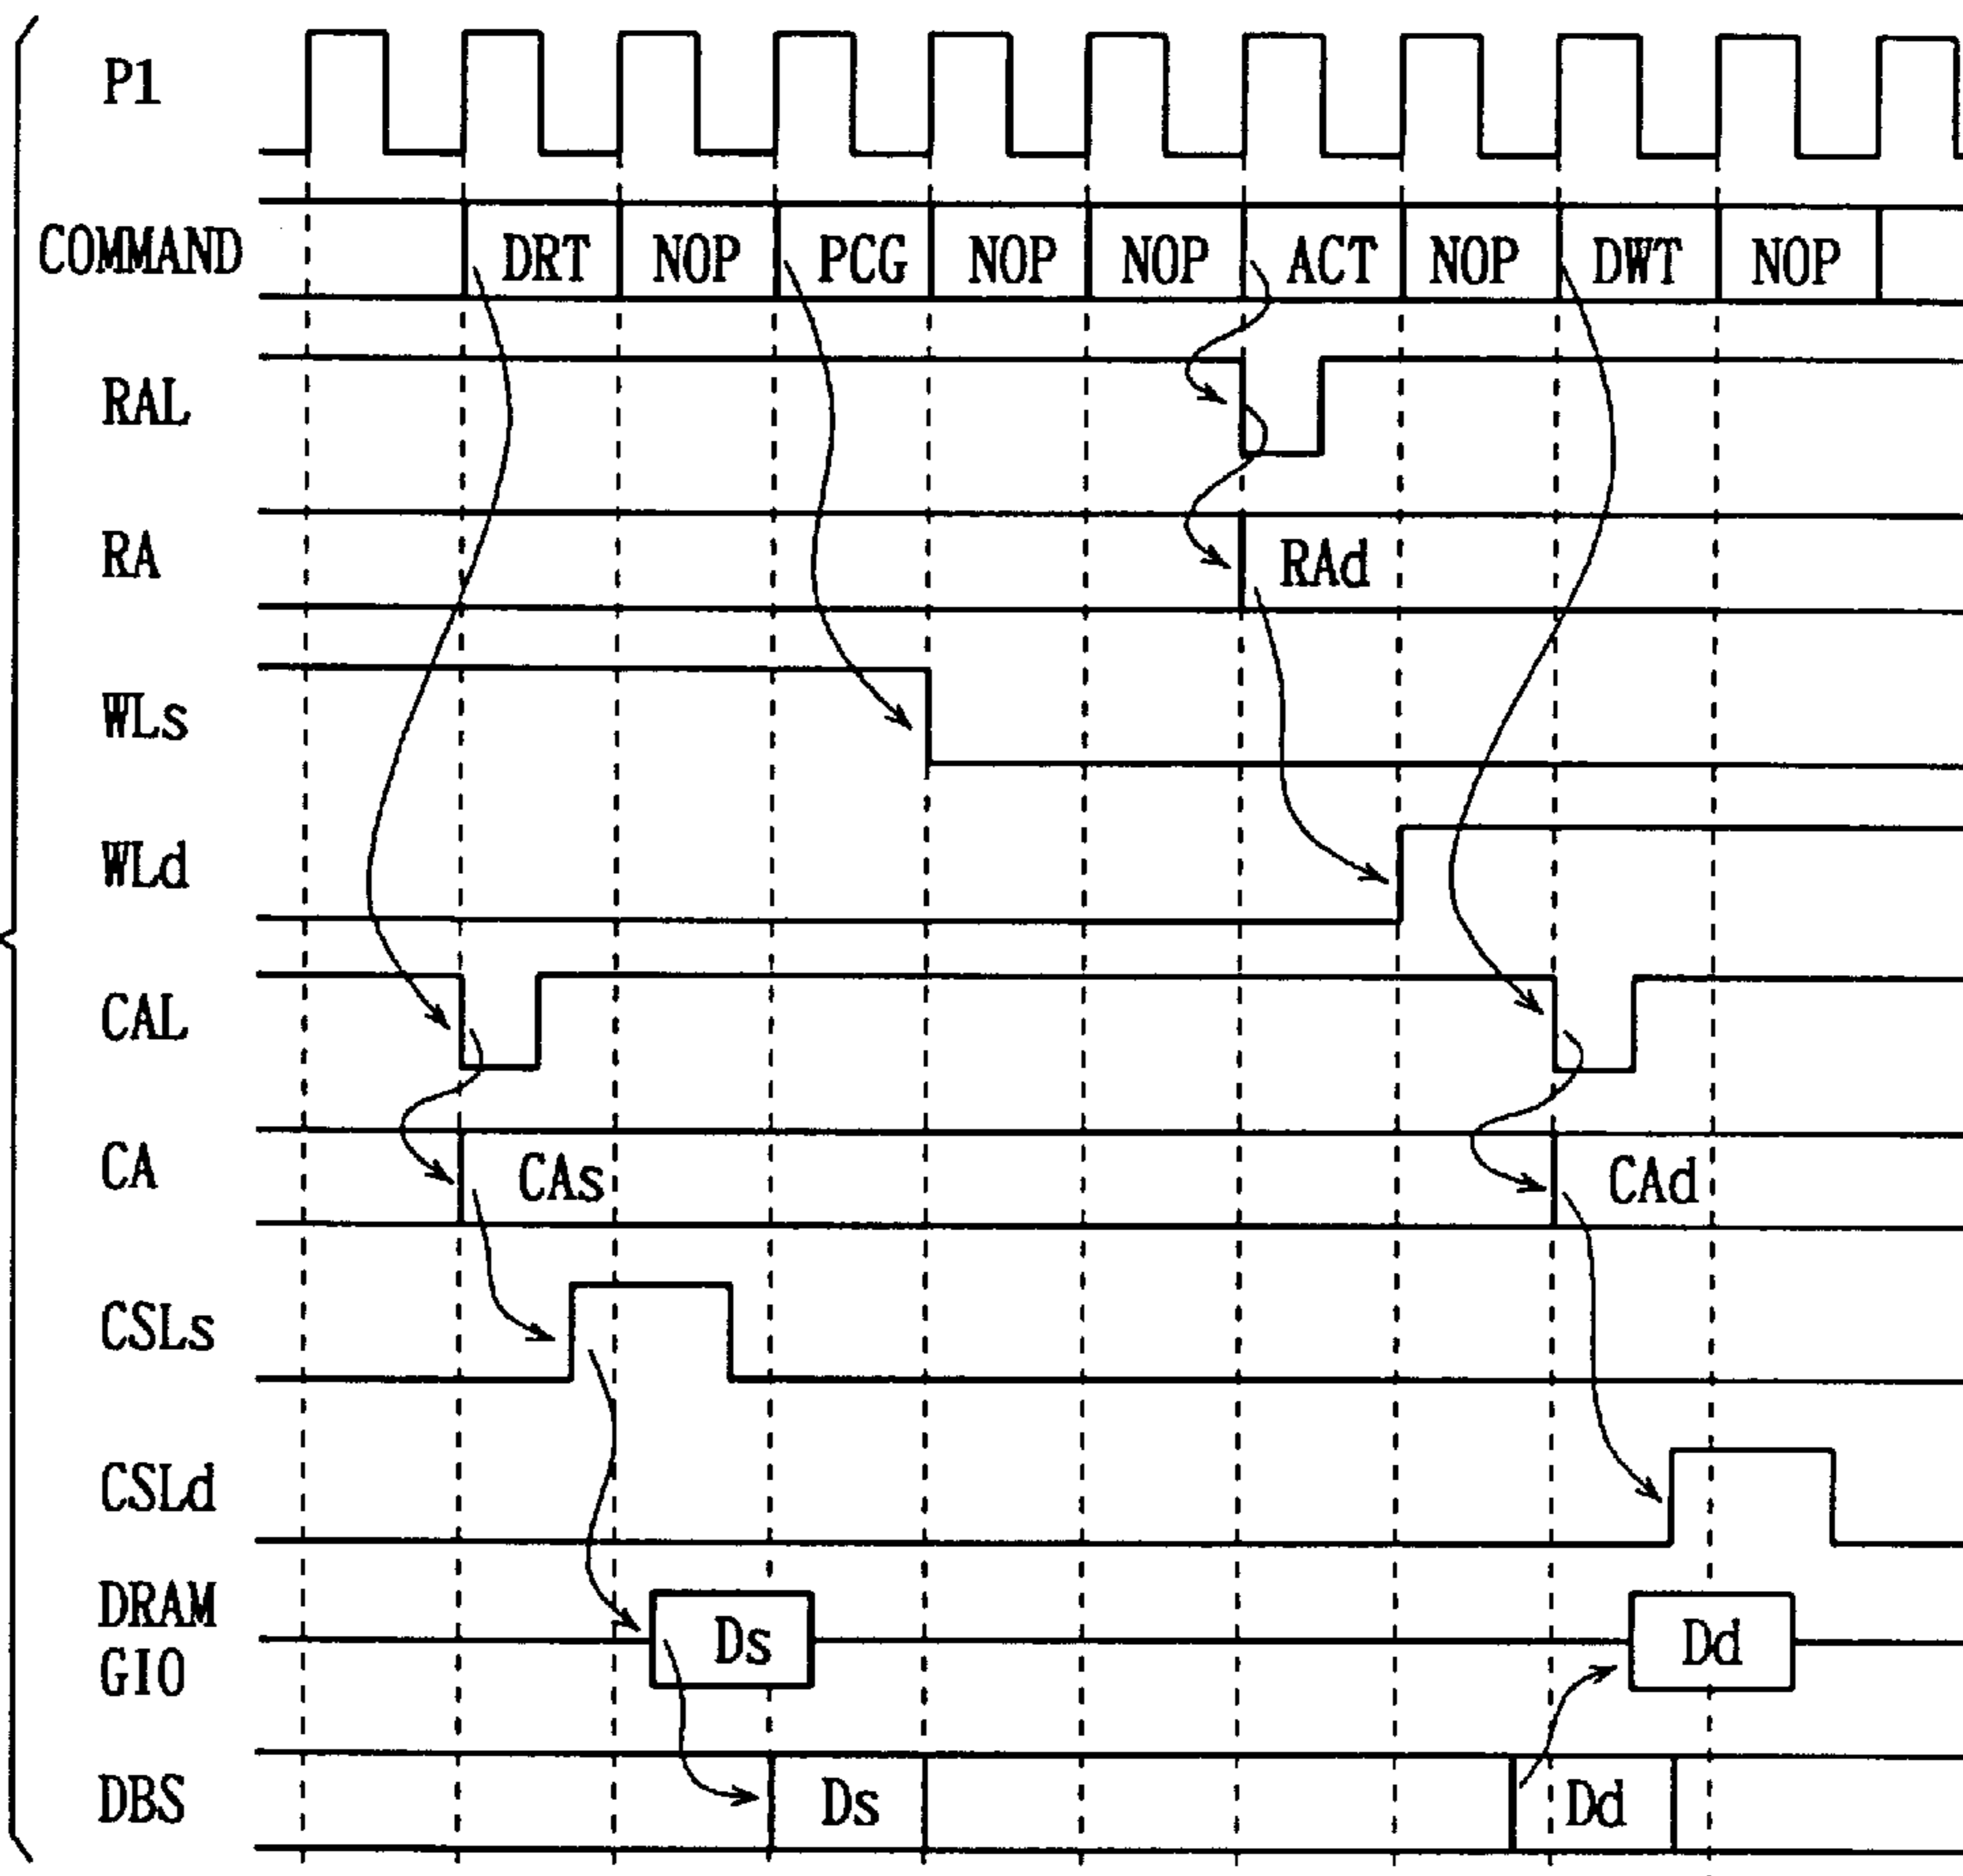 P1
COMMAND DRT NOP PCG NOP NOP ACT NOP DWT NOP
RAL
RA RAd
WLs
WLd
CAL
CA CAs CAd
CSLs
CSLd
DRAM
GIO Ds Dd
DBS Ds Dd